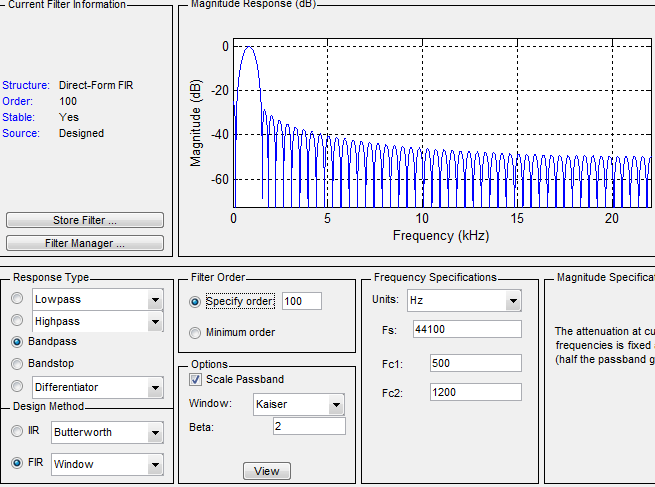 Current Filter Information
Structure: Direct-Form FIR
Order: 100
Stable: Yes
Source: Designed
Store Filter ...
Filter Manager ...
Magnitude Response (dB)
Magnitude (dB)
0
-20
-40
-60
0 5 10 15 20
Frequency (kHz)
Response Type
Lowpass
Highpass
Bandpass
Bandstop
Differentiator
Design Method
IIR Butterworth
FIR Window
Filter Order
Specify order: 100
Minimum order
Options
Scale Passband
Window: Kaiser
Beta: 2
View
Frequency Specifications
Units: Hz
Fs: 44100
Fc1: 500
Fc2: 1200
Magnitude Specificat
The attenuation at cu
frequencies is fixed
(half the passband g